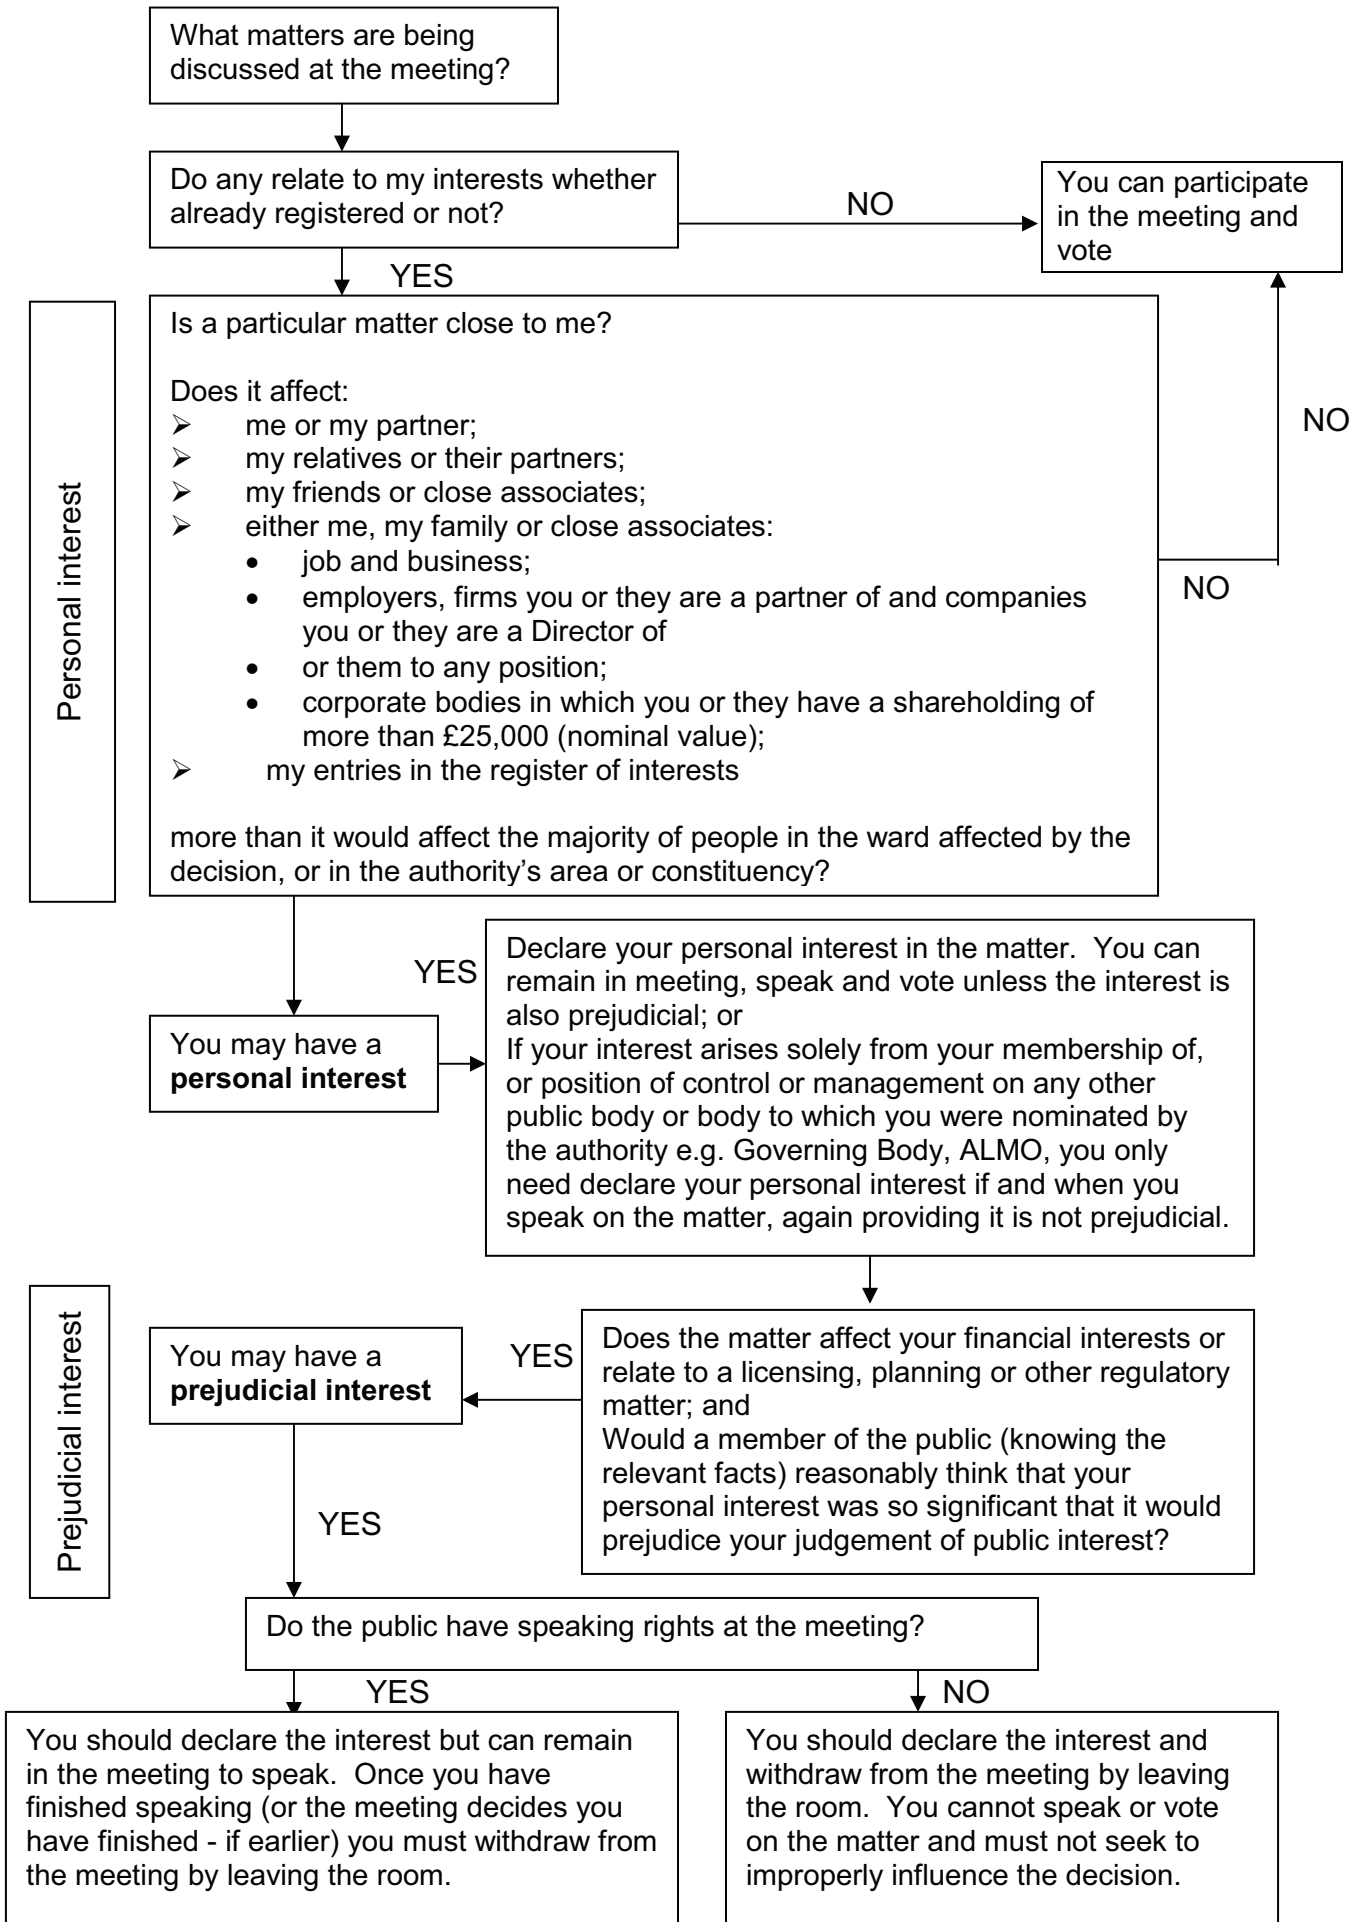 What matters are being
discussed at the meeting?
Do any relate to my interests whether
already registered or not?
NO
You can participate
in the meeting and
vote
YES
Personal interest
Is a particular matter close to me?
Does it affect:
➢ me or my partner;
➢ my relatives or their partners;
➢ my friends or close associates;
➢ either me, my family or close associates:
• job and business;
• employers, firms you or they are a partner of and companies
you or they are a Director of
• or them to any position;
• corporate bodies in which you or they have a shareholding of
more than £25,000 (nominal value);
➢ my entries in the register of interests
more than it would affect the majority of people in the ward affected by the
decision, or in the authority's area or constituency?
NO
NO
YES
You may have a
personal interest
Declare your personal interest in the matter. You can
remain in meeting, speak and vote unless the interest is
also prejudicial; or
If your interest arises solely from your membership of,
or position of control or management on any other
public body or body to which you were nominated by
the authority e.g. Governing Body, ALMO, you only
need declare your personal interest if and when you
speak on the matter, again providing it is not prejudicial.
Prejudicial interest
You may have a
prejudicial interest
YES
Does the matter affect your financial interests or
relate to a licensing, planning or other regulatory
matter; and
Would a member of the public (knowing the
relevant facts) reasonably think that your
personal interest was so significant that it would
prejudice your judgement of public interest?
YES
Do the public have speaking rights at the meeting?
YES
NO
You should declare the interest but can remain
in the meeting to speak. Once you have
finished speaking (or the meeting decides you
have finished - if earlier) you must withdraw from
the meeting by leaving the room.
You should declare the interest and
withdraw from the meeting by leaving
the room. You cannot speak or vote
on the matter and must not seek to
improperly influence the decision.